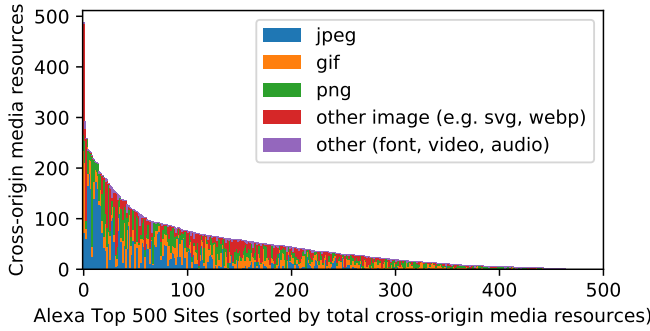 Cross-origin media resources
500
400
300
200
100
0
jpeg
gif
png
other image (e.g. svg, webp)
other (font, video, audio)
0 100 200 300 400 500
Alexa Top 500 Sites (sorted by total cross-origin media resources)